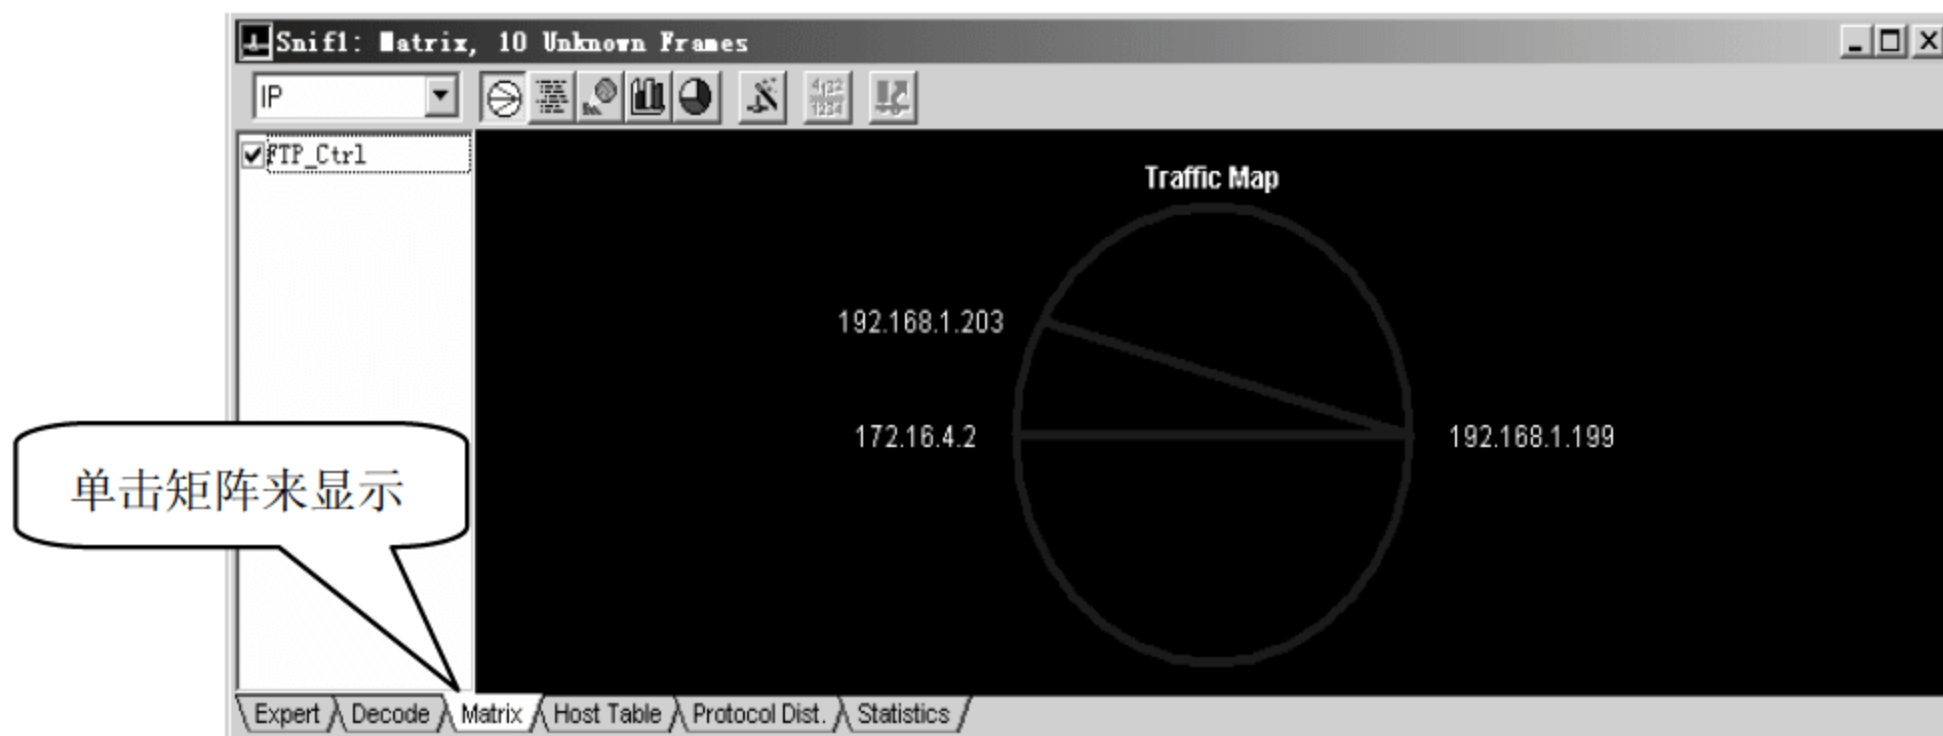 Snif1: Matrix, 10 Unknown Frames
IP
FTP_Ctrl
Traffic Map
192.168.1.203
172.16.4.2
192.168.1.199
单击矩阵来显示
Expert
Decode
Matrix
Host Table
Protocol Dist.
Statistics